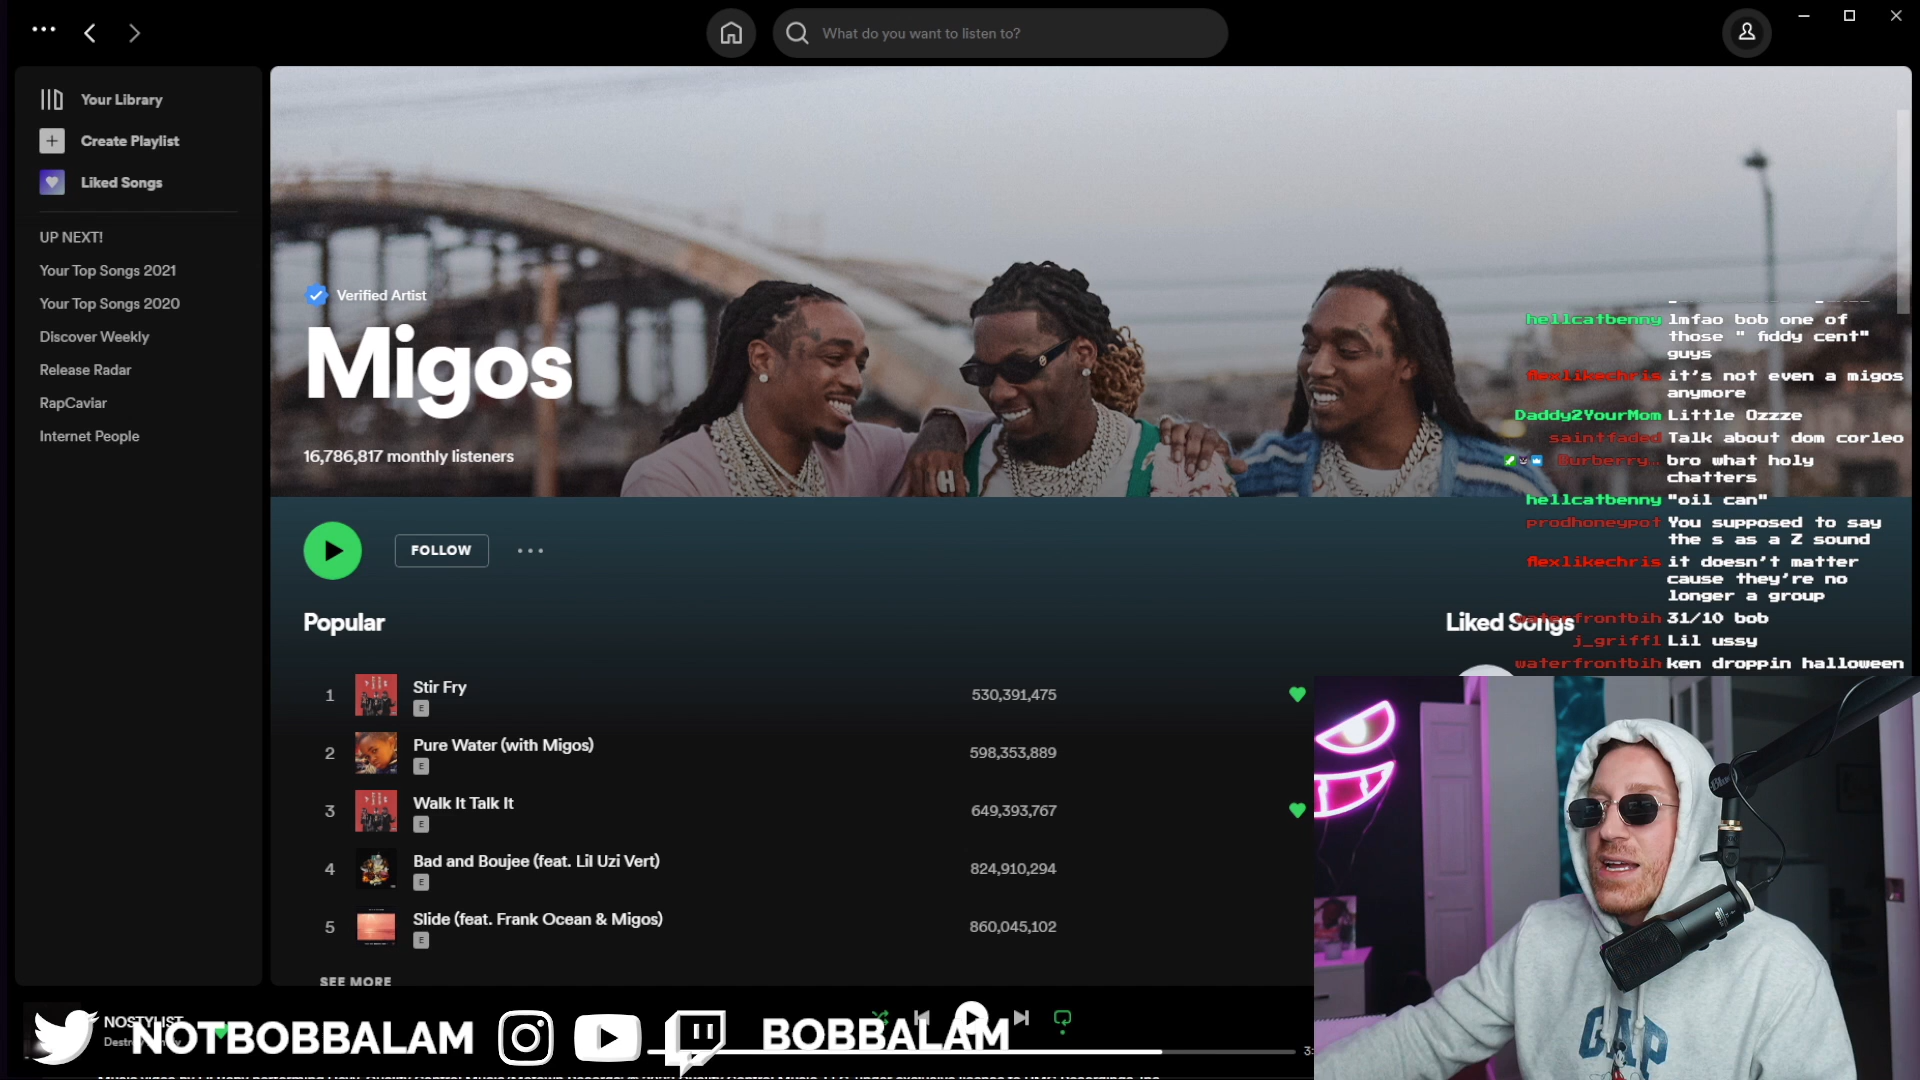 What do you want to listen to?
Your Library
Create Playlist
Liked Songs
UP NEXT!
Your Top Songs 2021
Your Top Songs 2020
Discover Weekly
Release Radar
RapCaviar
Internet People
Verified Artist
Migos
16,786,817 monthly listeners
FOLLOW
Popular
Liked Songs
1 Stir Fry 530,391,475
E
2 Pure Water (with Migos) 598,353,889
E
3 Walk It Talk It 649,393,767
E
4 Bad and Boujee (feat. Lil Uzi Vert) 824,910,294
E
5 Slide (feat. Frank Ocean & Migos) 860,045,102
E
SEE MORE
hellcatbenny lmfao bob one of
those " fiddy cent"
guys
flexlikechris it's not even a migos
anymore
Daddy2YourMom Little Ozzze
saintfaded Talk about dom corleo
Burberry... bro what holy
chatters
hellcatbenny "oil can"
prodhoneypot You supposed to say
the s as a Z sound
flexlikechris it doesn't matter
cause they're no
longer a group
waterfrontbih 31/10 bob
j_griff1 Lil ussy
waterfrontbih ken droppin halloween
GAP
NOSTYLIST
NOTBOBBALAM
BOBBALAM